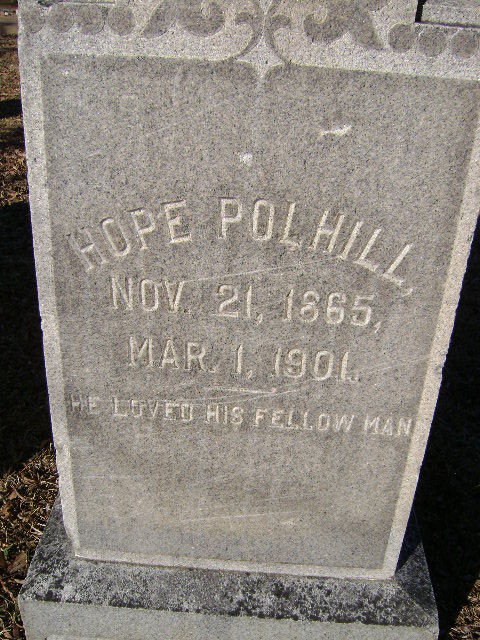 HOPE POLHILL,
NOV. 21, 1865,
MAR. 1, 1901.
HE LOVED HIS FELLOW MAN